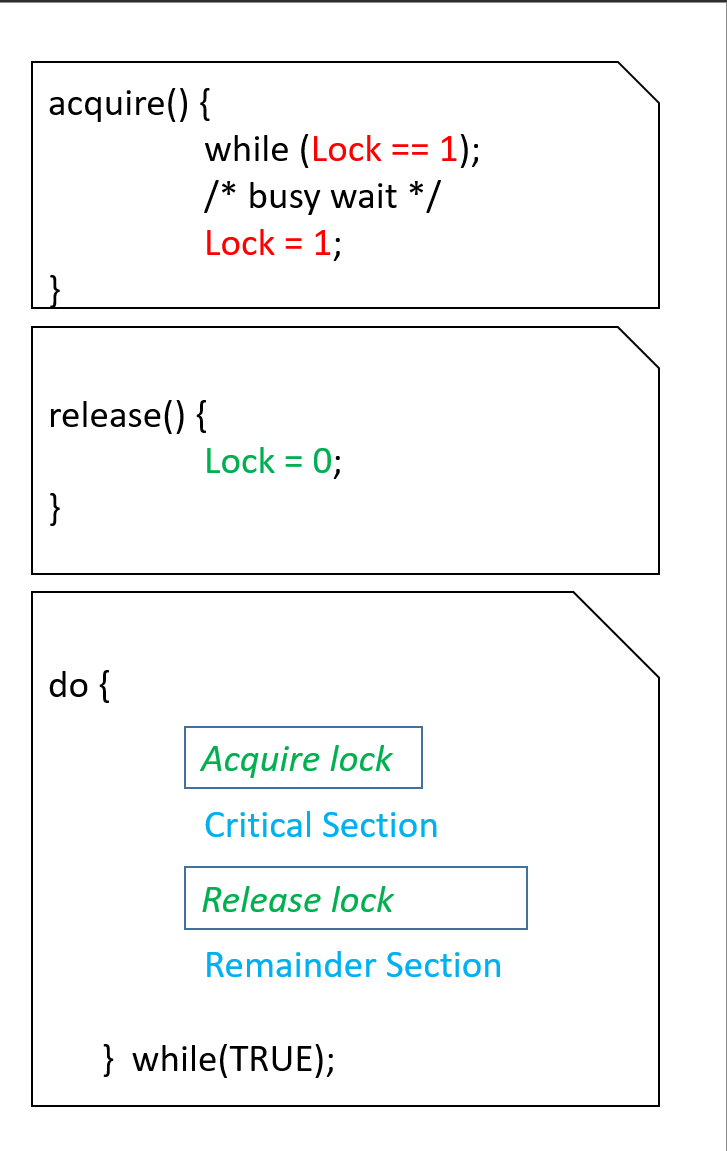 acquire() {
while (Lock == 1);
/* busy wait */
Lock = 1;
}
release() {
Lock = 0;
}
do {
Acquire lock
Critical Section
Release lock
Remainder Section
} while(TRUE);